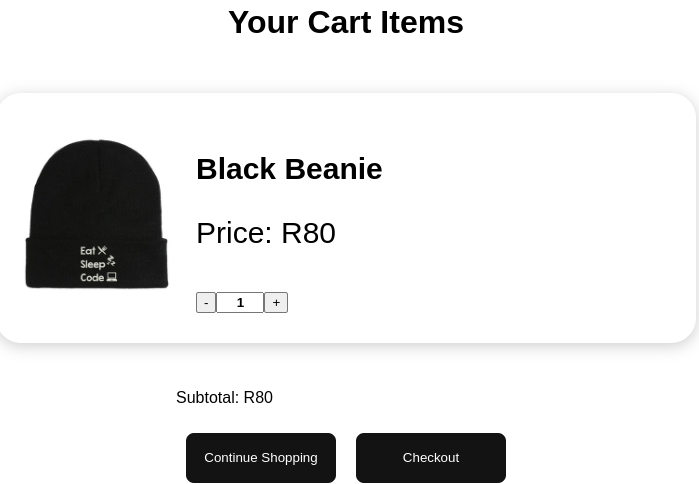 Your Cart Items
Black Beanie
Eat
Price: R80
Sleep
Code
- 1 +
Subtotal: R80
Continue Shopping Checkout